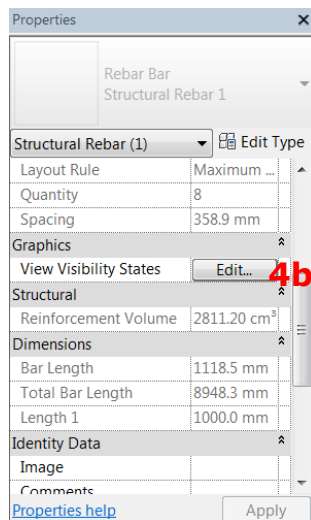 Properties
Rebar Bar
Structural Rebar 1
Structural Rebar (1) Edit Type
Layout Rule Maximum ...
Quantity 8
Spacing 358.9 mm
Graphics
View Visibility States Edit... 4b
Structural
Reinforcement Volume 2811.20 cm³
Dimensions
Bar Length 1118.5 mm
Total Bar Length 8948.3 mm
Length 1 1000.0 mm
Identity Data
Image
Comments
Properties help Apply